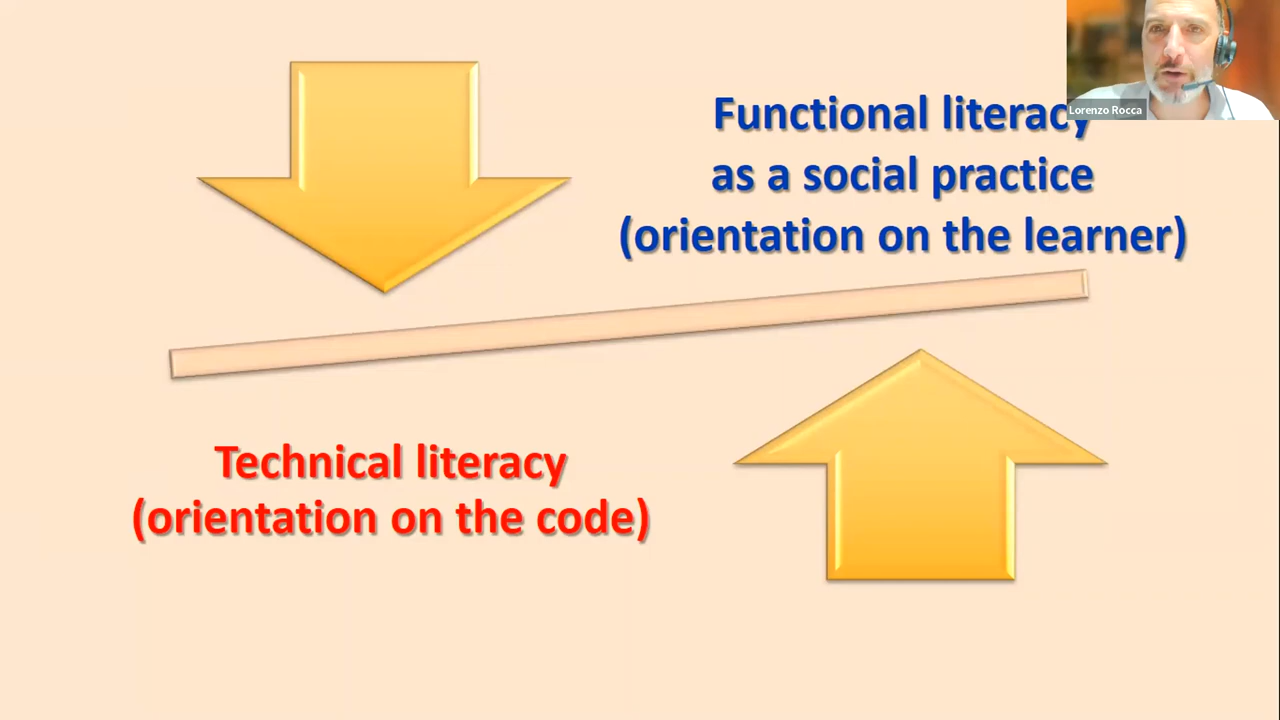 Functional literacy
as a social practice
(orientation on the learner)
Lorenzo Rocca
Technical literacy
(orientation on the code)